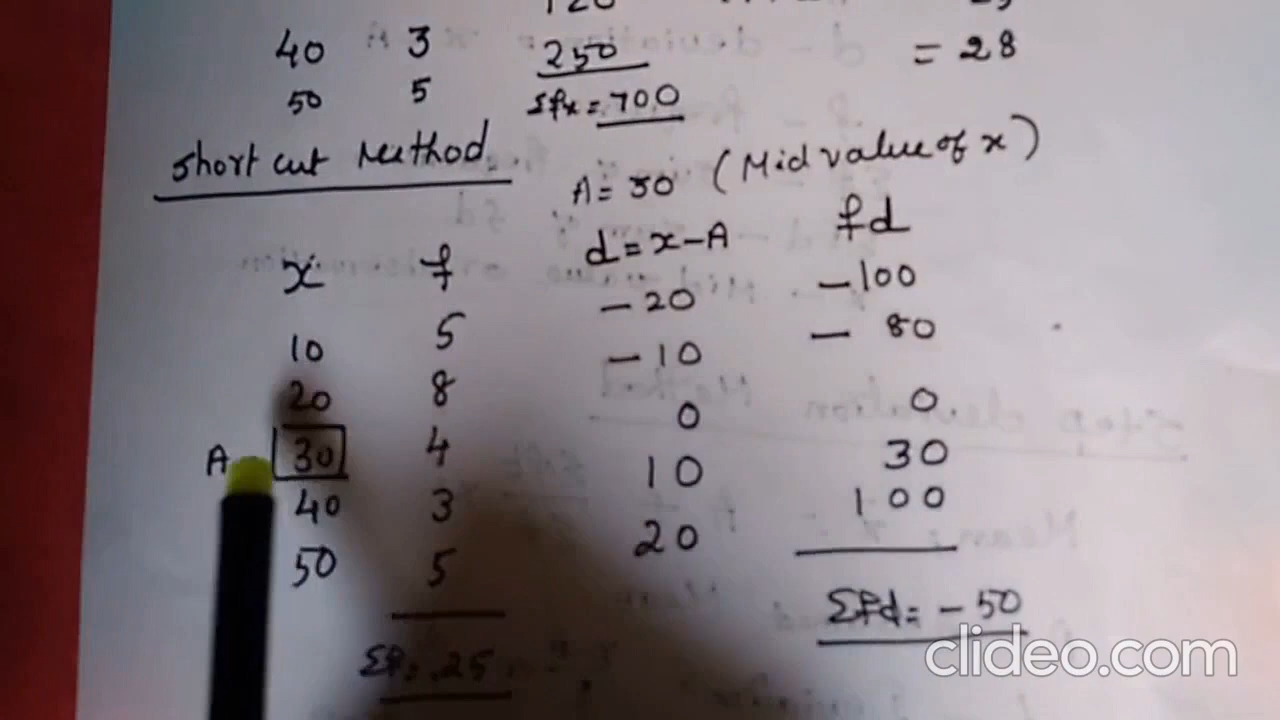 40 3 250 = 28
50 5 Σfx = 700
Short cut Method
A = 30 (Mid value of x)
x f d = x - A fd
10 5 - 20 - 100
20 8 - 10 - 80
A 30 4 0 0
40 3 10 30
50 5 20 100
Σf = 25 Σfd = - 50
clideo.com